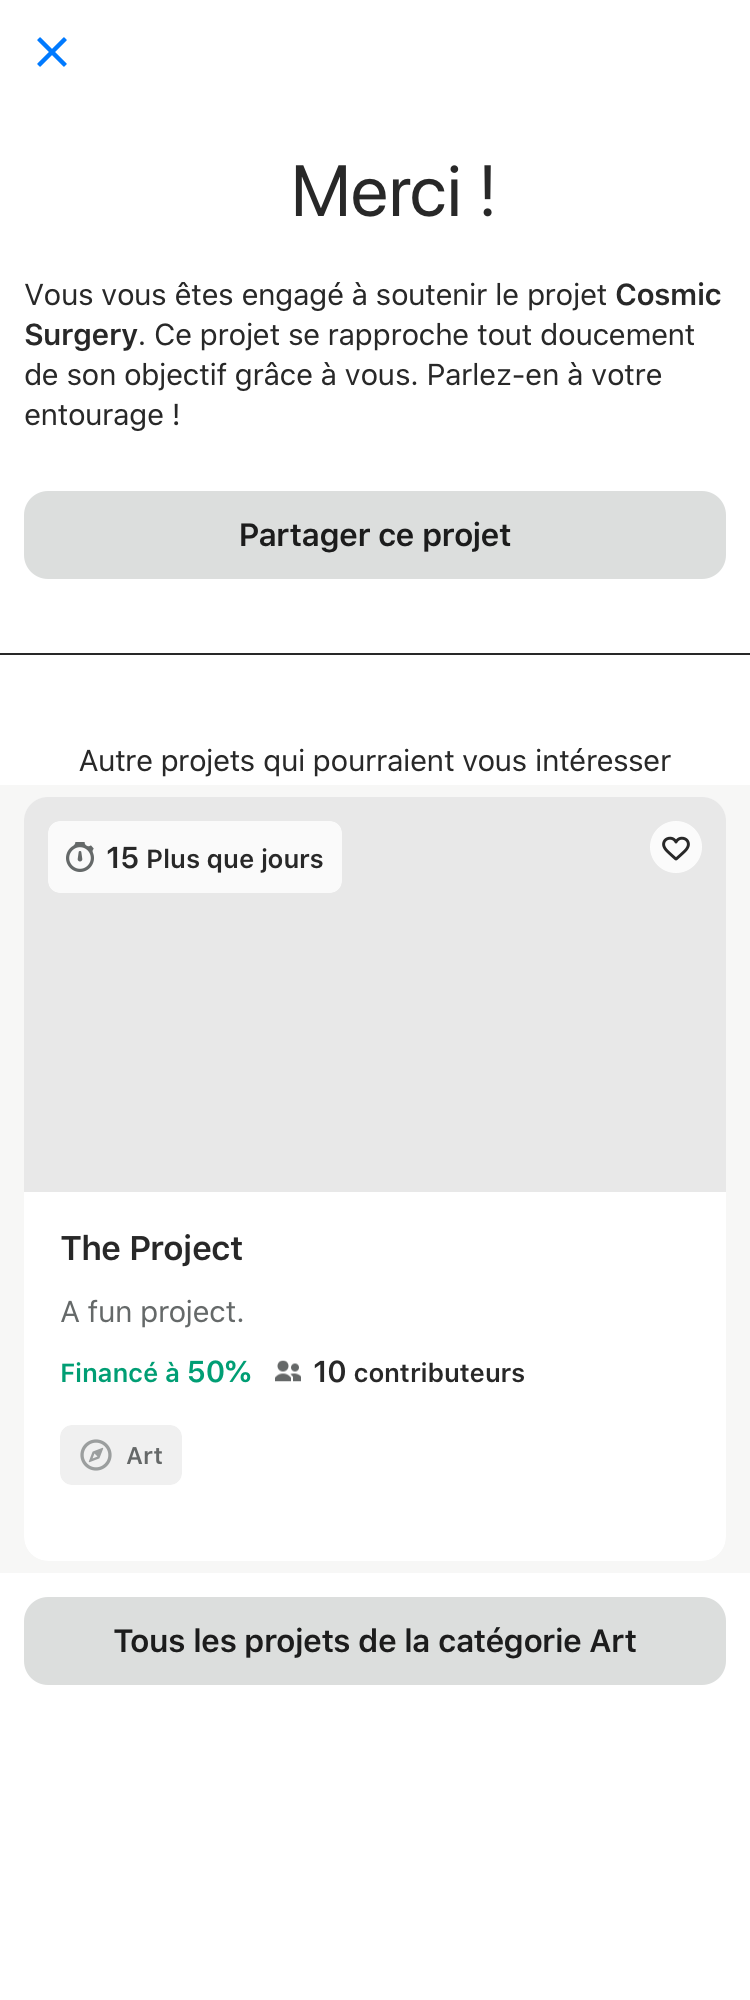 Merci !
Vous vous êtes engagé à soutenir le projet Cosmic
Surgery. Ce projet se rapproche tout doucement
de son objectif grâce à vous. Parlez-en à votre
entourage !
Partager ce projet
Autre projets qui pourraient vous intéresser
15 Plus que jours
The Project
A fun project.
Financé à 50% 10 contributeurs
Art
Tous les projets de la catégorie Art